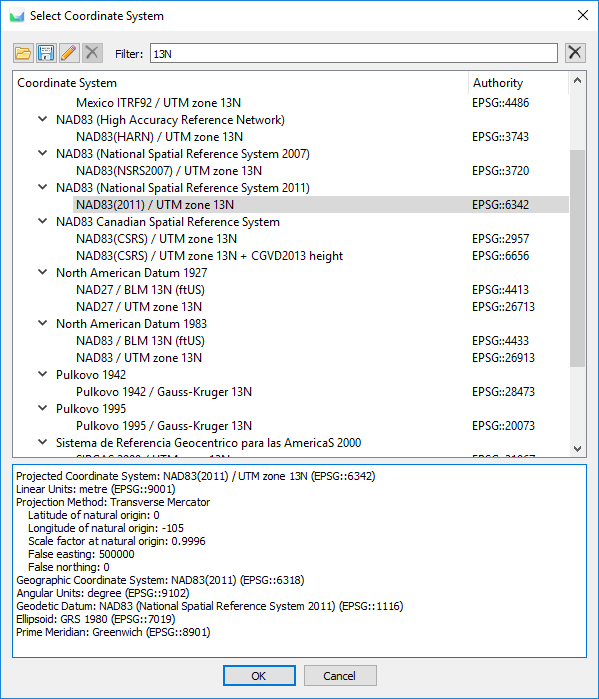 Select Coordinate System
Filter: 13N
Coordinate System Authority
Mexico ITRF92 / UTM zone 13N EPSG::4486
NAD83 (High Accuracy Reference Network)
NAD83(HARN) / UTM zone 13N EPSG::3743
NAD83 (National Spatial Reference System 2007)
NAD83(NSRS2007) / UTM zone 13N EPSG::3720
NAD83 (National Spatial Reference System 2011)
NAD83(2011) / UTM zone 13N EPSG::6342
NAD83 Canadian Spatial Reference System
NAD83(CSRS) / UTM zone 13N EPSG::2957
NAD83(CSRS) / UTM zone 13N + CGVD2013 height EPSG::6656
North American Datum 1927
NAD27 / BLM 13N (ftUS) EPSG::4413
NAD27 / UTM zone 13N EPSG::26713
North American Datum 1983
NAD83 / BLM 13N (ftUS) EPSG::4433
NAD83 / UTM zone 13N EPSG::26913
Pulkovo 1942
Pulkovo 1942 / Gauss-Kruger 13N EPSG::28473
Pulkovo 1995
Pulkovo 1995 / Gauss-Kruger 13N EPSG::20073
Sistema de Referencia Geocentrico para las AmericaS 2000
Projected Coordinate System: NAD83(2011) / UTM zone 13N (EPSG::6342)
Linear Units: metre (EPSG::9001)
Projection Method: Transverse Mercator
Latitude of natural origin: 0
Longitude of natural origin: -105
Scale factor at natural origin: 0.9996
False easting: 500000
False northing: 0
Geographic Coordinate System: NAD83(2011) (EPSG::6318)
Angular Units: degree (EPSG::9102)
Geodetic Datum: NAD83 (National Spatial Reference System 2011) (EPSG::1116)
Ellipsoid: GRS 1980 (EPSG::7019)
Prime Meridian: Greenwich (EPSG::8901)
OK Cancel